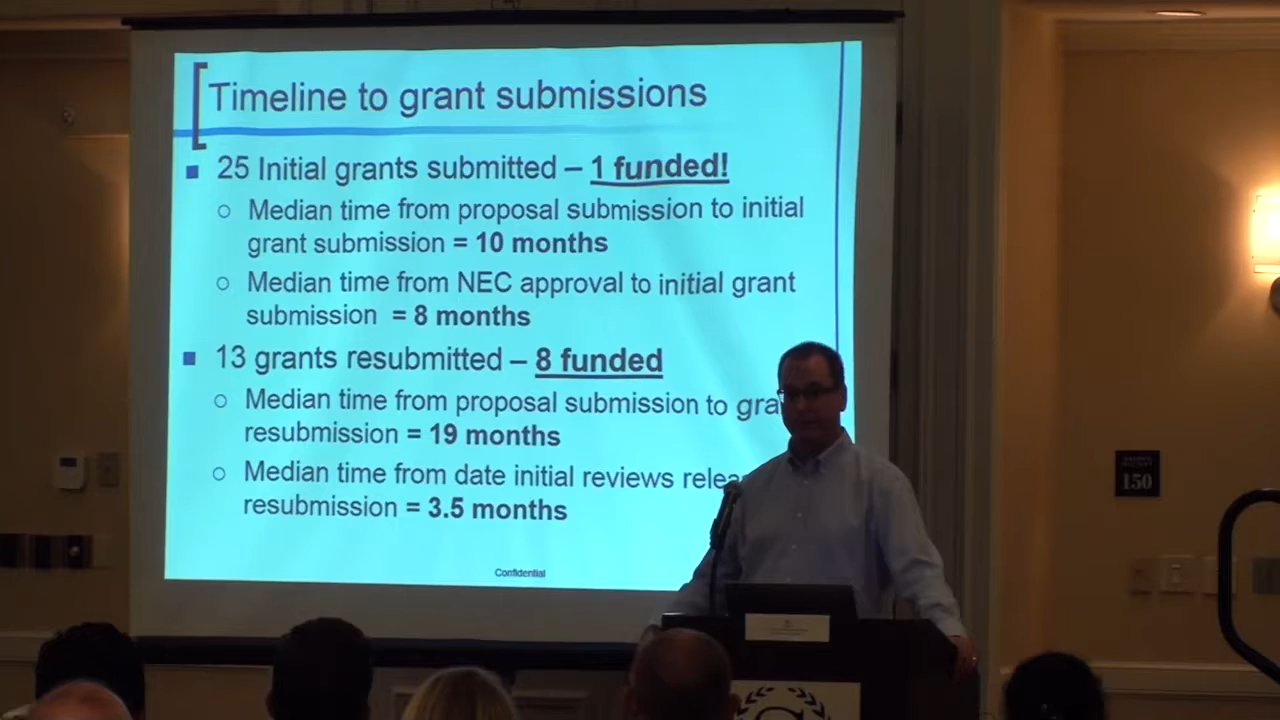 Timeline to grant submissions
■ 25 Initial grants submitted – 1 funded!
○ Median time from proposal submission to initial
grant submission = 10 months
○ Median time from NEC approval to initial grant
submission = 8 months
■ 13 grants resubmitted – 8 funded
○ Median time from proposal submission to gra
resubmission = 19 months
○ Median time from date initial reviews relea
resubmission = 3.5 months
Confidential
150